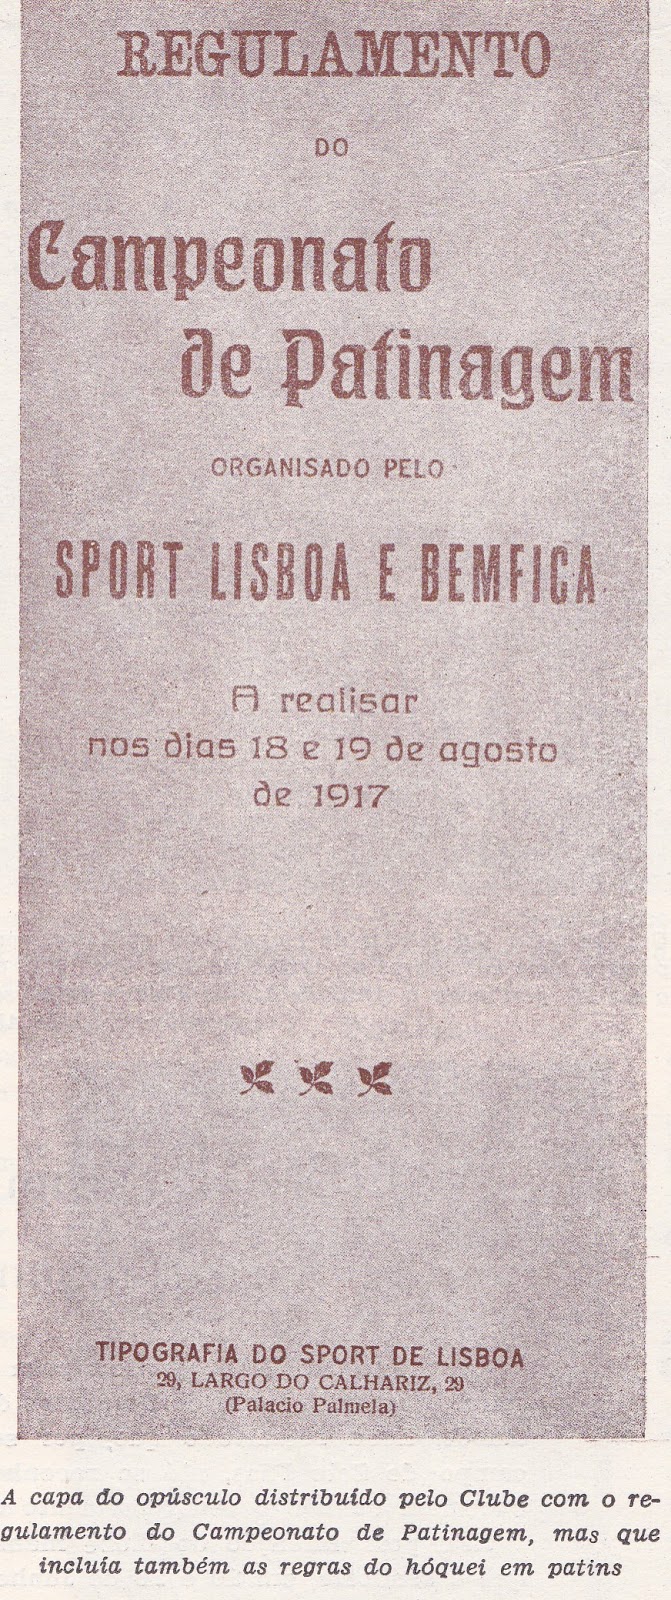 REGULAMENTO
DO
Campeonato
de Patinagem
ORGANISADO PELO
SPORT LISBOA E BEMFICA
A realisar
nos dias 18 e 19 de agosto
de 1917
TIPOGRAFIA DO SPORT DE LISBOA
29, LARGO DO CALHARIZ, 29
(Palacio Palmela)
A capa do opúsculo distribuído pelo Clube com o re-
gulamento do Campeonato de Patinagem, mas que
incluía também as regras do hóquei em patins